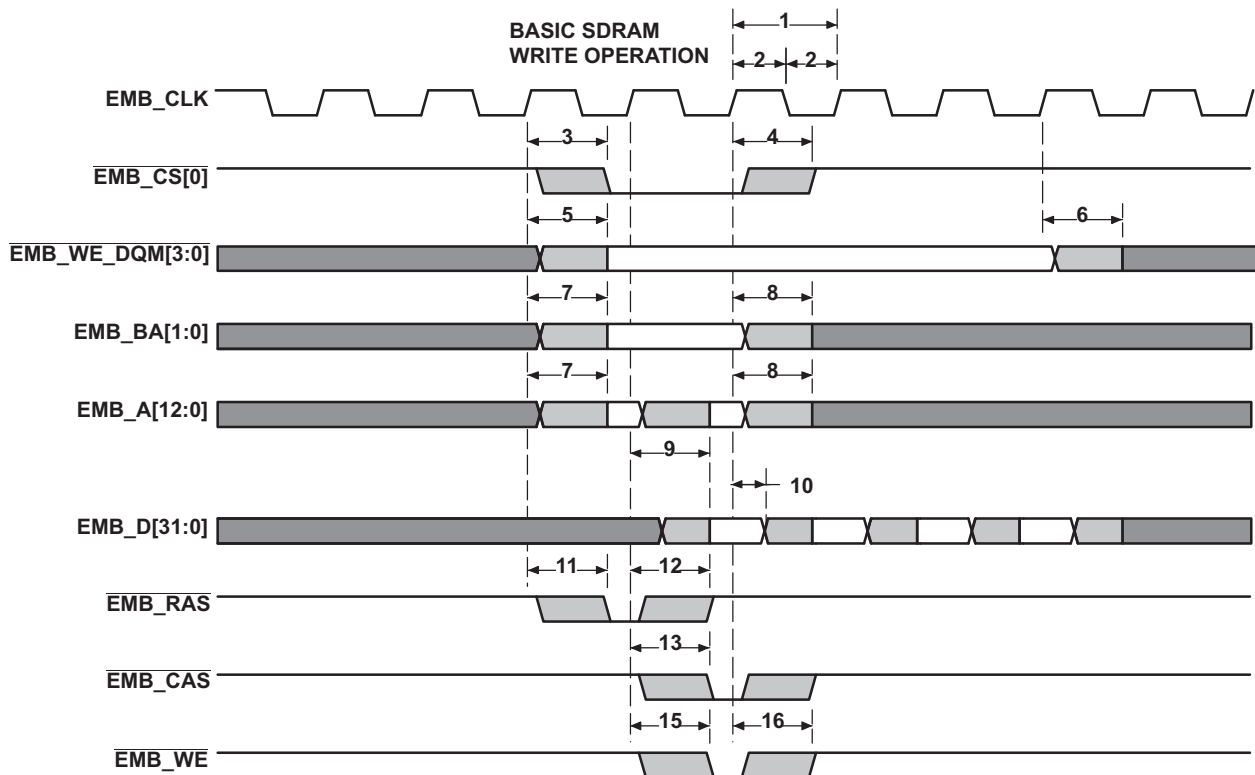 1
BASIC SDRAM
WRITE OPERATION
2 2
EMB_CLK
3 4
EMB_CS[0]
5 6
EMB_WE_DQM[3:0]
7 8
EMB_BA[1:0]
7 8
EMB_A[12:0]
9
10
EMB_D[31:0]
11 12
EMB_RAS
13
EMB_CAS
15 16
EMB_WE